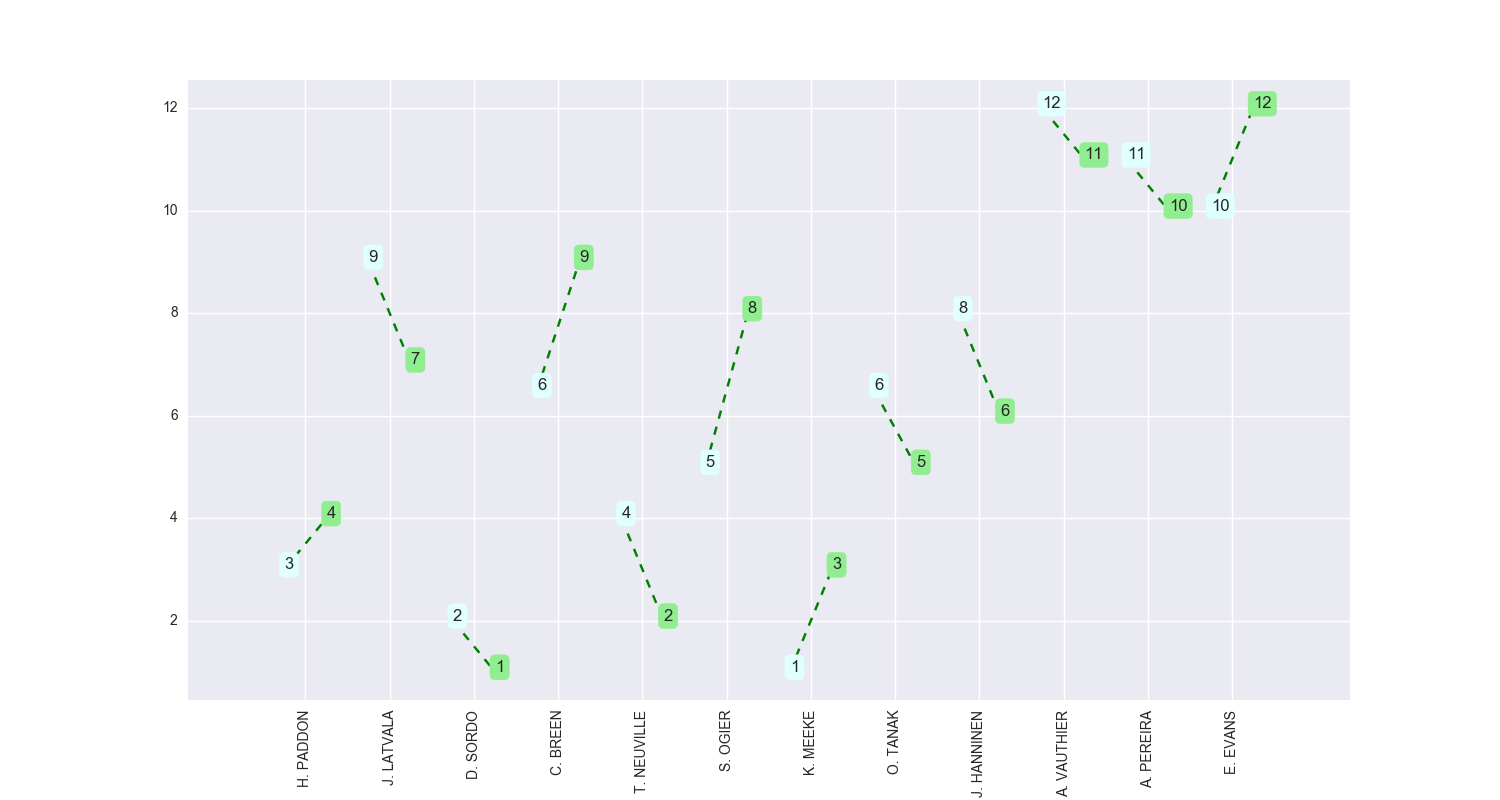 12
12 12
11 11
10
10 10
9 9
8
8 8
7
6 6
6
6
5 5
4
4 4
3 3
2
2 2
1 1
H. PADDON
J. LATVALA
D. SORDO
C. BREEN
T. NEUVILLE
S. OGIER
K. MEEKE
O. TANAK
J. HANNINEN
A. VAUTHIER
A. PEREIRA
E. EVANS